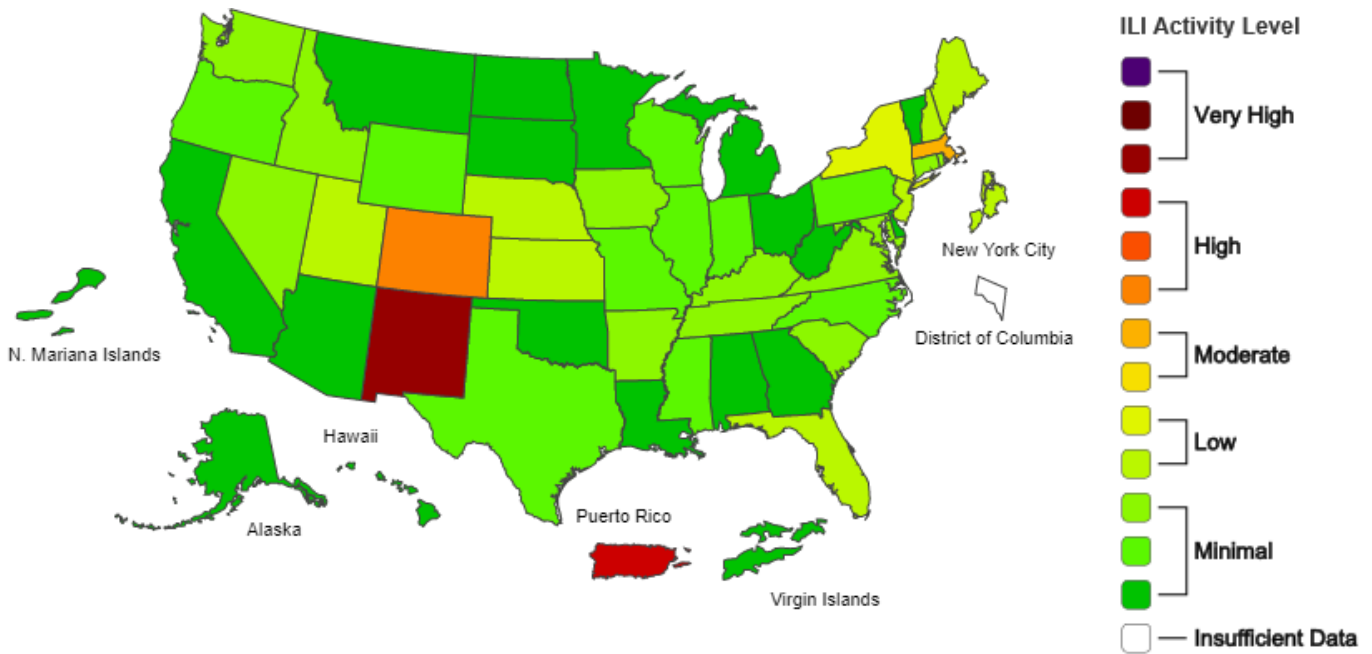 ILI Activity Level
Very High
High
Moderate
Low
Minimal
Insufficient Data
New York City
District of Columbia
N. Mariana Islands
Hawaii
Alaska
Puerto Rico
Virgin Islands